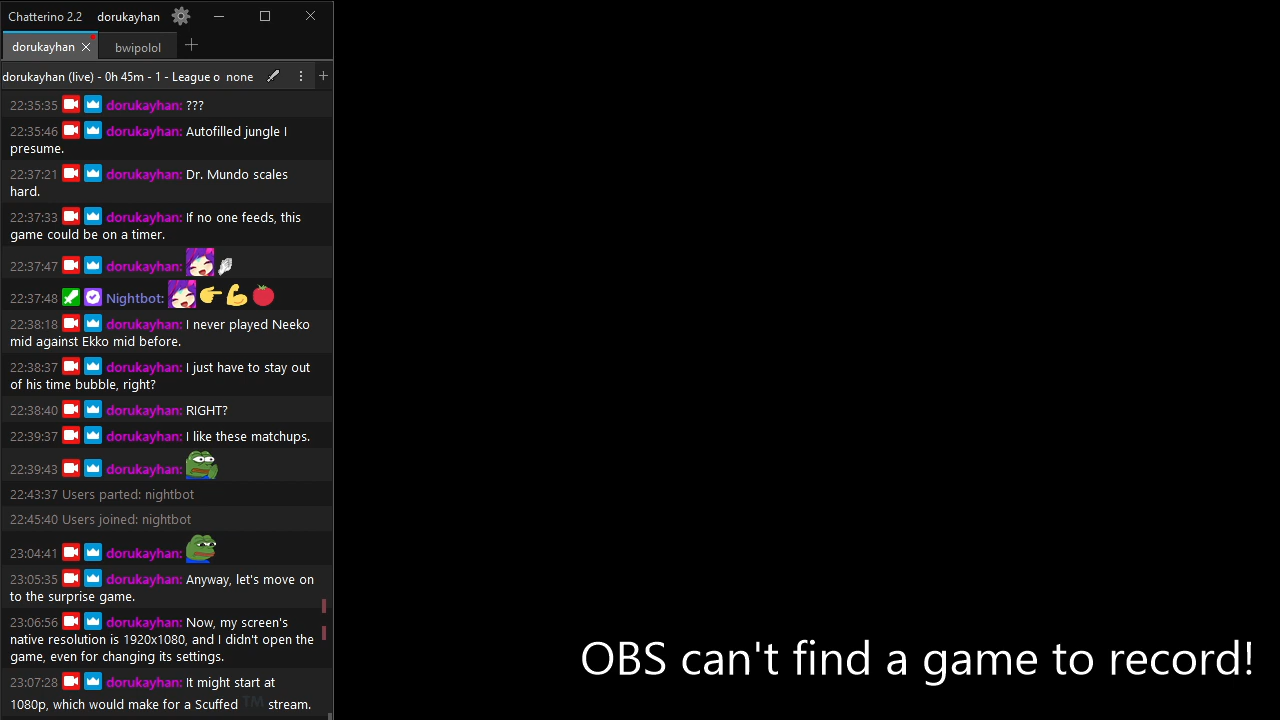 Chatterino 2.2 dorukayhan
dorukayhan bwipolol
dorukayhan (live) - 0h 45m - 1 - League o none
22:35:35 dorukayhan: ???
22:35:46 dorukayhan: Autofilled jungle I
presume.
22:37:21 dorukayhan: Dr. Mundo scales
hard.
22:37:33 dorukayhan: If no one feeds, this
game could be on a timer.
22:37:47 dorukayhan:
22:37:48 Nightbot:
22:38:18 dorukayhan: I never played Neeko
mid against Ekko mid before.
22:38:37 dorukayhan: I just have to stay out
of his time bubble, right?
22:38:40 dorukayhan: RIGHT?
22:39:37 dorukayhan: I like these matchups.
22:39:43 dorukayhan:
22:43:37 Users parted: nightbot
22:45:40 Users joined: nightbot
23:04:41 dorukayhan:
23:05:35 dorukayhan: Anyway, let's move on
to the surprise game.
23:06:56 dorukayhan: Now, my screen's
native resolution is 1920x1080, and I didn't open the
game, even for changing its settings.
23:07:28 dorukayhan: It might start at
1080p, which would make for a Scuffed ™ stream.
OBS can't find a game to record!